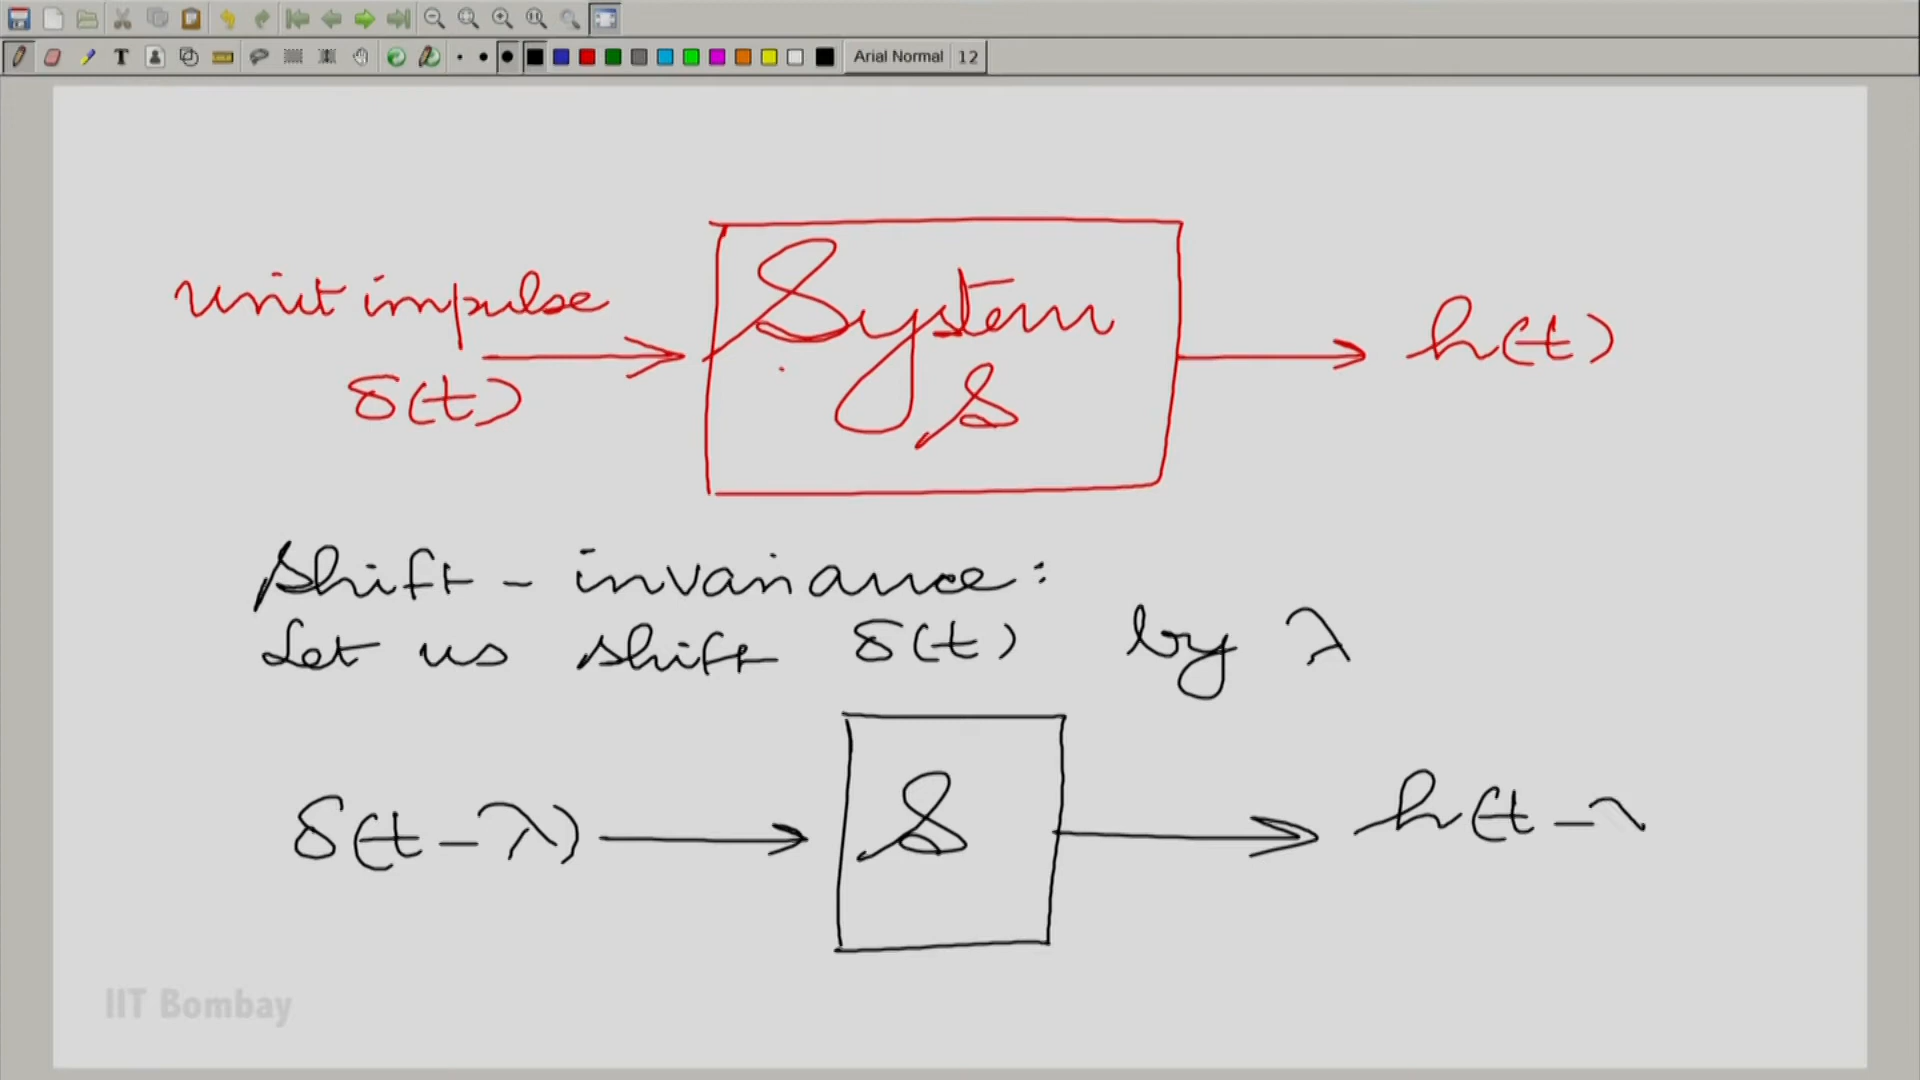 Arial Normal 12
unit impulse
δ(t)
System
S
h(t)
Shift - invariance:
Let us shift δ(t) by λ
δ(t-λ) → S → h(t-λ
IIT Bombay